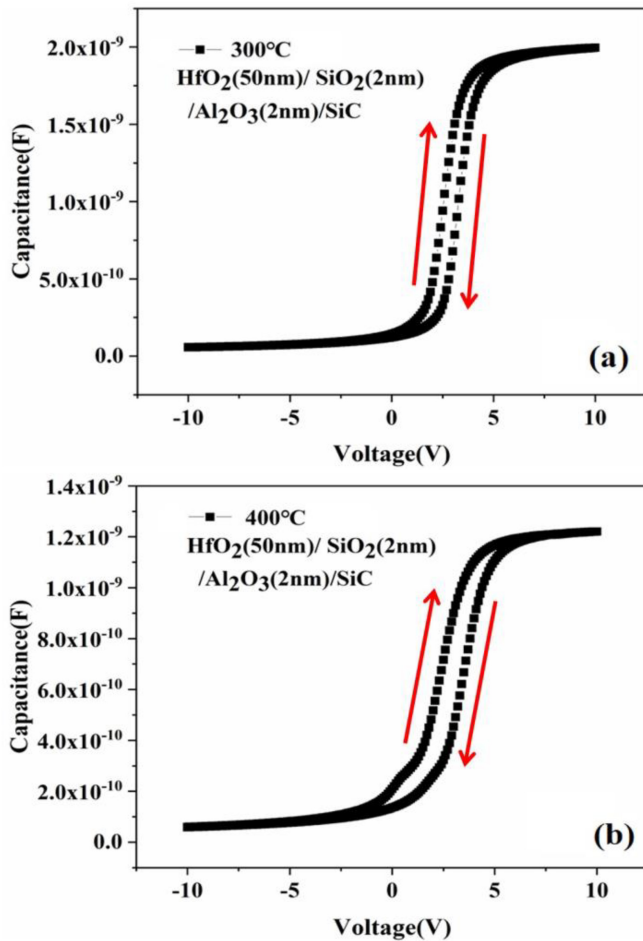 2.0x10⁻⁹
1.5x10⁻⁹
1.0x10⁻⁹
5.0x10⁻¹⁰
0.0
Capacitance(F)
300°C
HfO₂(50nm)/ SiO₂(2nm)
/Al₂O₃(2nm)/SiC
(a)
-10 -5 0 5 10
Voltage(V)
1.4x10⁻⁹
1.2x10⁻⁹
1.0x10⁻⁹
8.0x10⁻¹⁰
6.0x10⁻¹⁰
4.0x10⁻¹⁰
2.0x10⁻¹⁰
0.0
Capacitance(F)
400°C
HfO₂(50nm)/ SiO₂(2nm)
/Al₂O₃(2nm)/SiC
(b)
-10 -5 0 5 10
Voltage(V)